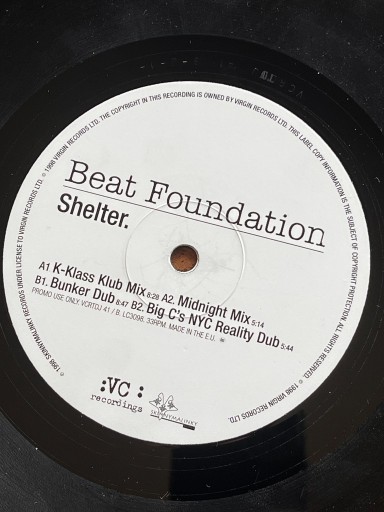 Beat Foundation
Shelter.
A1 K-Klass Klub Mix 8:28 A2. Midnight Mix 5:14
B1. Bunker Dub 8:47 B2. Big C's NYC Reality Dub 5:44
PROMO USE ONLY. VCRTDJ 41 / B. LC3098. 33RPM. MADE IN THE E.U.
:VC:
recordings
SKINNYMALINKY
℗ 1998 SKINNYMALINKY RECORDINGS UNDER LICENSE TO VIRGIN RECORDS LTD. © 1998 VIRGIN RECORDS LTD. THE COPYRIGHT IN THIS RECORDING IS OWNED BY VIRGIN RECORDS LTD. THIS LABEL COPY INFORMATION IS THE SUBJECT OF COPYRIGHT PROTECTION. ALL RIGHTS RESERVED. © 1998 VIRGIN RECORDS LTD.